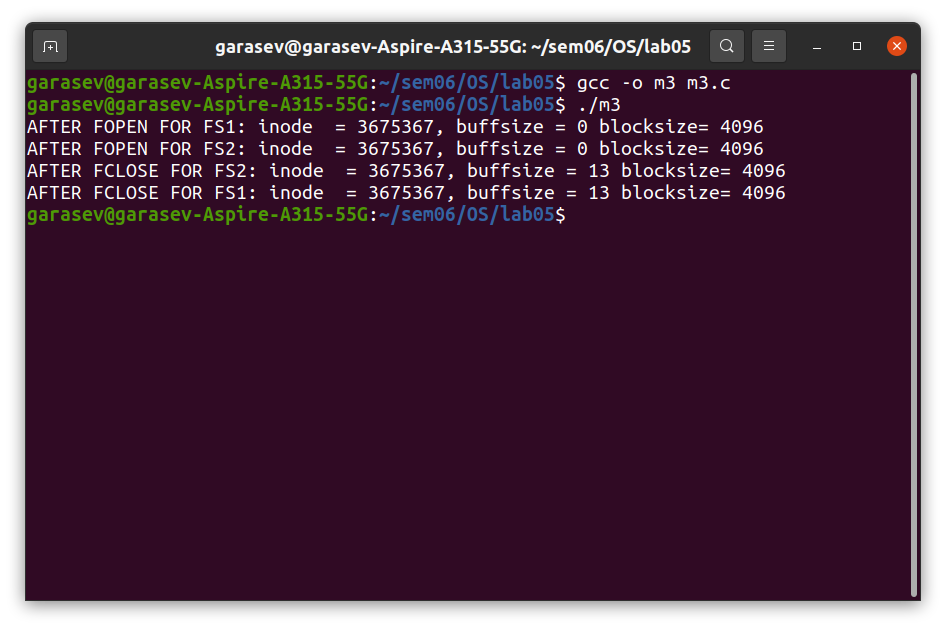 garasev@garasev-Aspire-A315-55G: ~/sem06/OS/lab05
garasev@garasev-Aspire-A315-55G:~/sem06/OS/lab05$ gcc -o m3 m3.c
garasev@garasev-Aspire-A315-55G:~/sem06/OS/lab05$ ./m3
AFTER FOPEN FOR FS1: inode  = 3675367, buffsize = 0 blocksize= 4096
AFTER FOPEN FOR FS2: inode  = 3675367, buffsize = 0 blocksize= 4096
AFTER FCLOSE FOR FS2: inode  = 3675367, buffsize = 13 blocksize= 4096
AFTER FCLOSE FOR FS1: inode  = 3675367, buffsize = 13 blocksize= 4096
garasev@garasev-Aspire-A315-55G:~/sem06/OS/lab05$